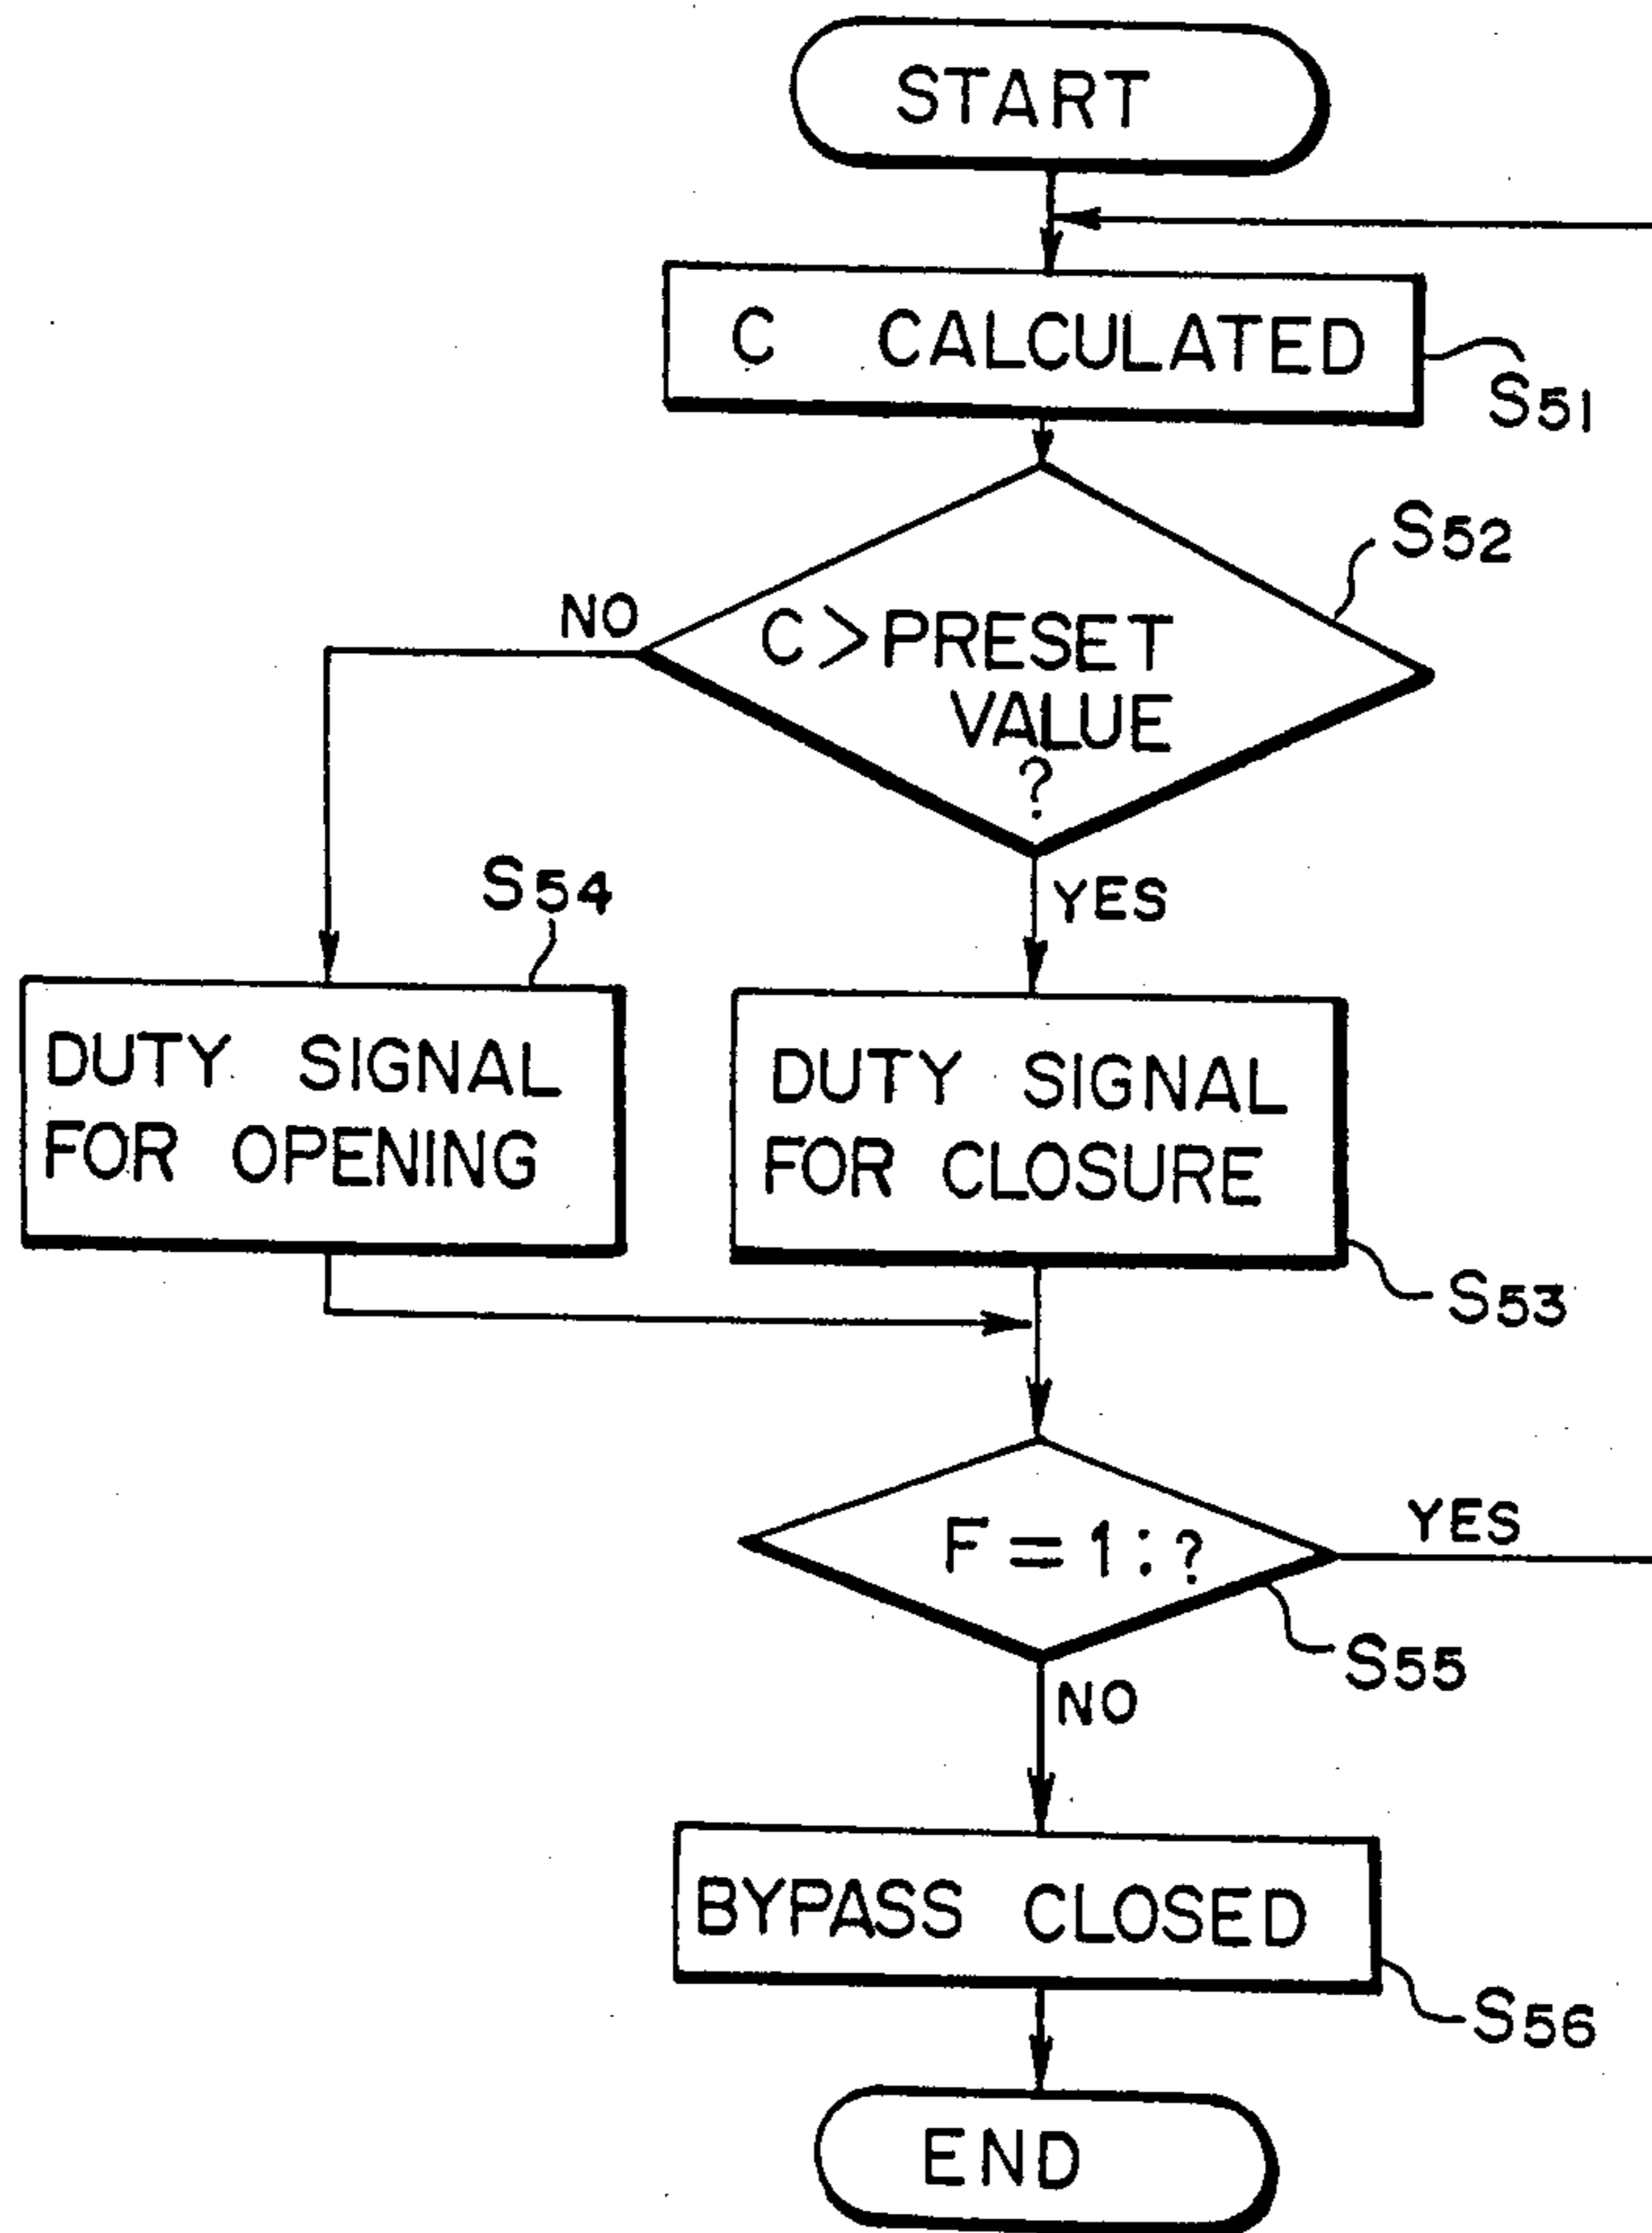 START
C CALCULATED
S51
S52
NO
C>PRESET
VALUE
?
YES
S54
DUTY SIGNAL
FOR OPENING
DUTY SIGNAL
FOR CLOSURE
S53
F=1:?
YES
S55
NO
BYPASS CLOSED
S56
END